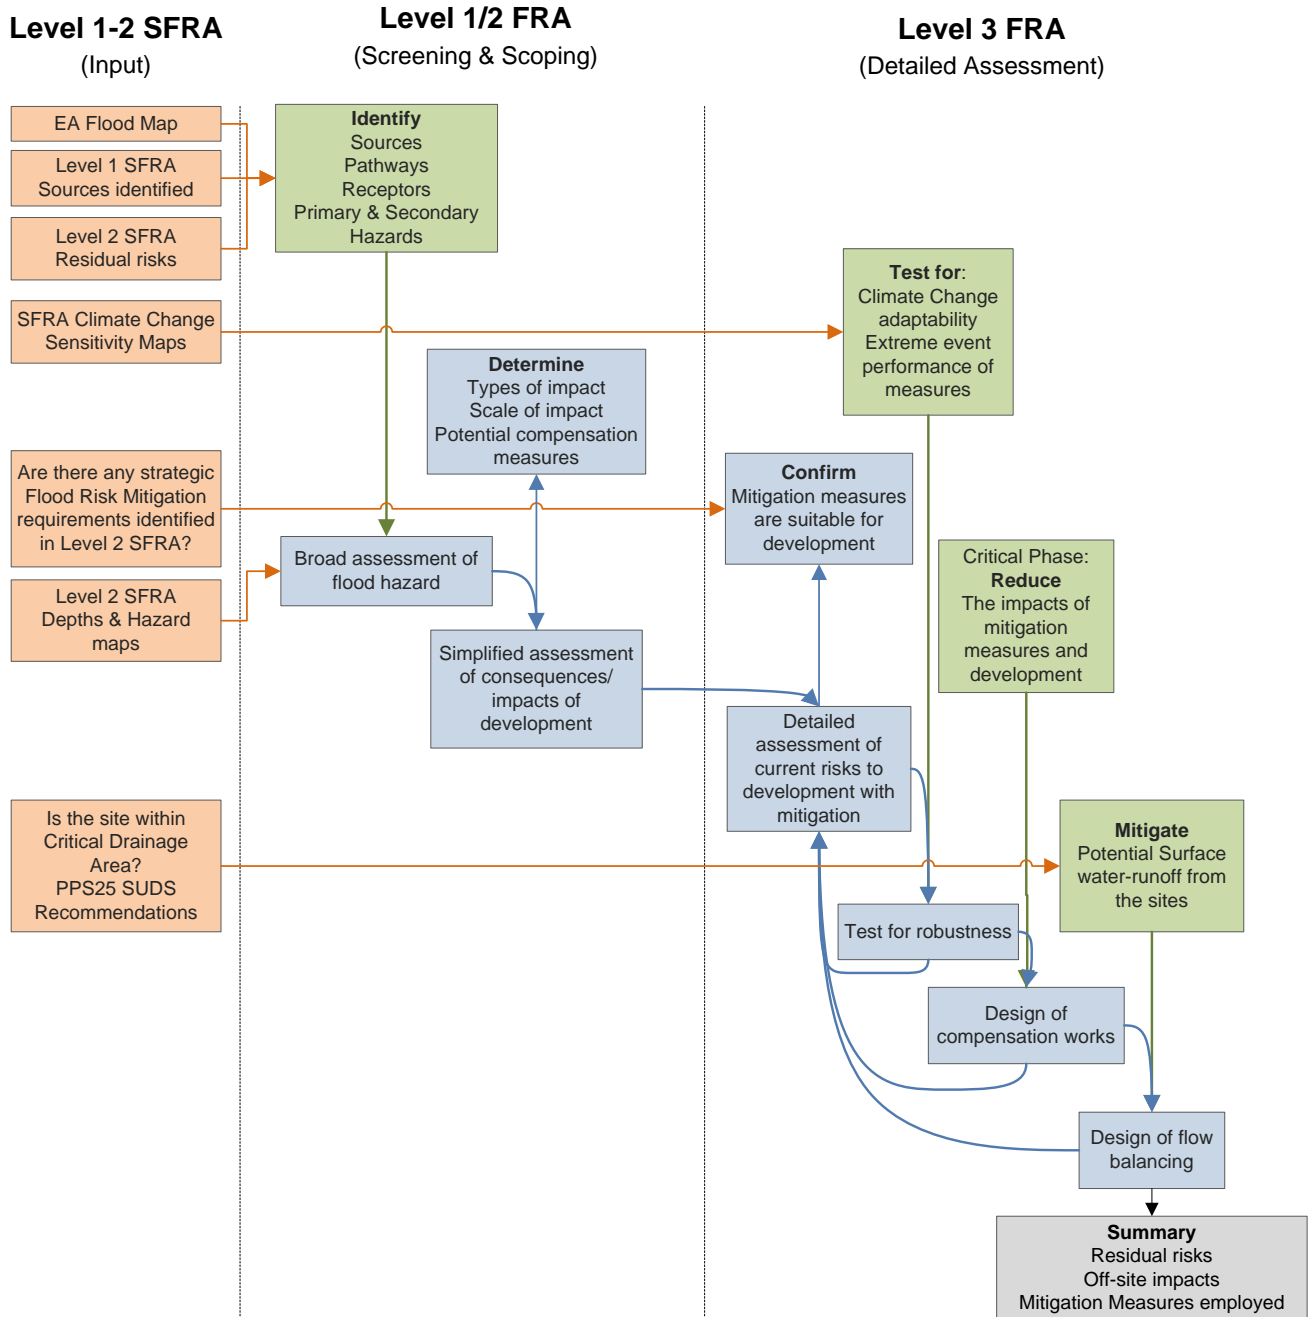 Level 1-2 SFRA
(Input)
Level 1/2 FRA
(Screening & Scoping)
Level 3 FRA
(Detailed Assessment)
EA Flood Map
Level 1 SFRA
Sources identified
Level 2 SFRA
Residual risks
SFRA Climate Change
Sensitivity Maps
Are there any strategic
Flood Risk Mitigation
requirements identified
in Level 2 SFRA?
Level 2 SFRA
Depths & Hazard
maps
Is the site within
Critical Drainage
Area?
PPS25 SUDS
Recommendations
Identify
Sources
Pathways
Receptors
Primary & Secondary
Hazards
Determine
Types of impact
Scale of impact
Potential compensation
measures
Broad assessment of
flood hazard
Simplified assessment
of consequences/
impacts of
development
Test for:
Climate Change
adaptability
Extreme event
performance of
measures
Confirm
Mitigation measures
are suitable for
development
Critical Phase:
Reduce
The impacts of
mitigation
measures and
development
Detailed
assessment of
current risks to
development with
mitigation
Mitigate
Potential Surface
water-runoff from
the sites
Test for robustness
Design of
compensation works
Design of flow
balancing
Summary
Residual risks
Off-site impacts
Mitigation Measures employed